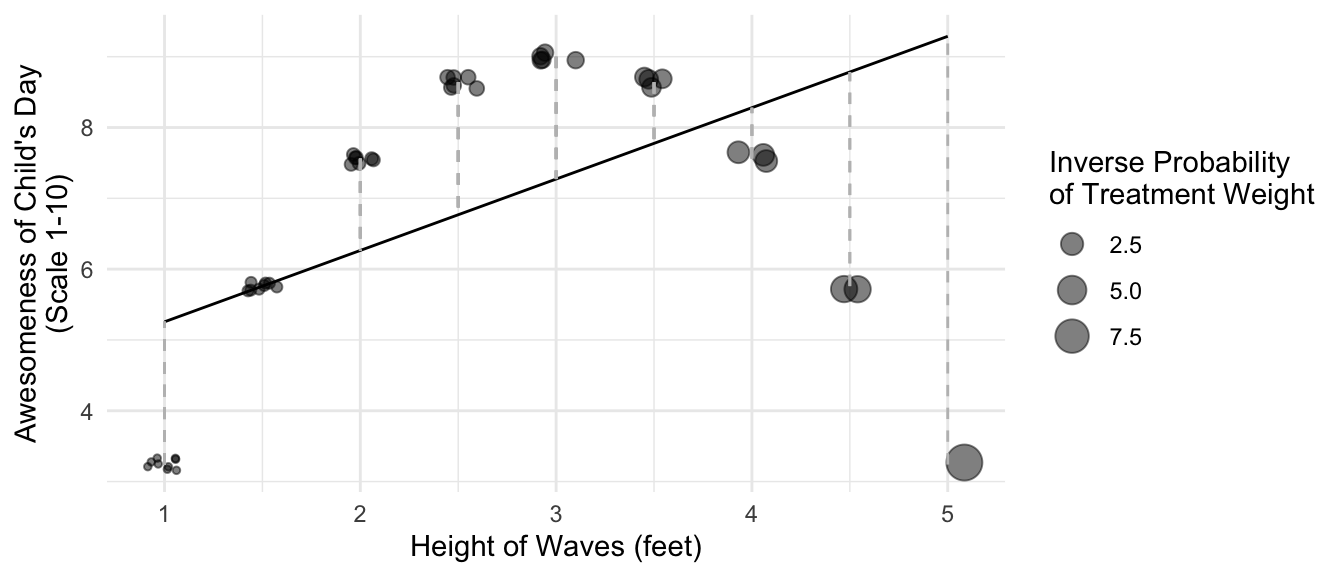 Awesomeness of Child's Day
(Scale 1-10)
8
6
4
1 2 3 4 5
Height of Waves (feet)
Inverse Probability
of Treatment Weight
2.5
5.0
7.5